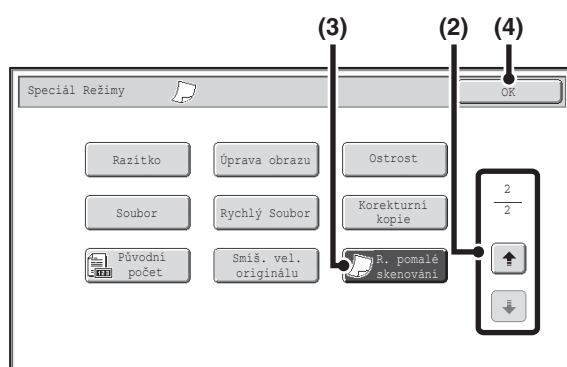 (3) (2) (4)
Speciál Režimy OK
Razítko Úprava obrazu Ostrost
2
Soubor Rychlý Soubor Korekturní
kopie
2
Původní
počet
Smíš. vel.
originálu
R. pomalé
skenování
123